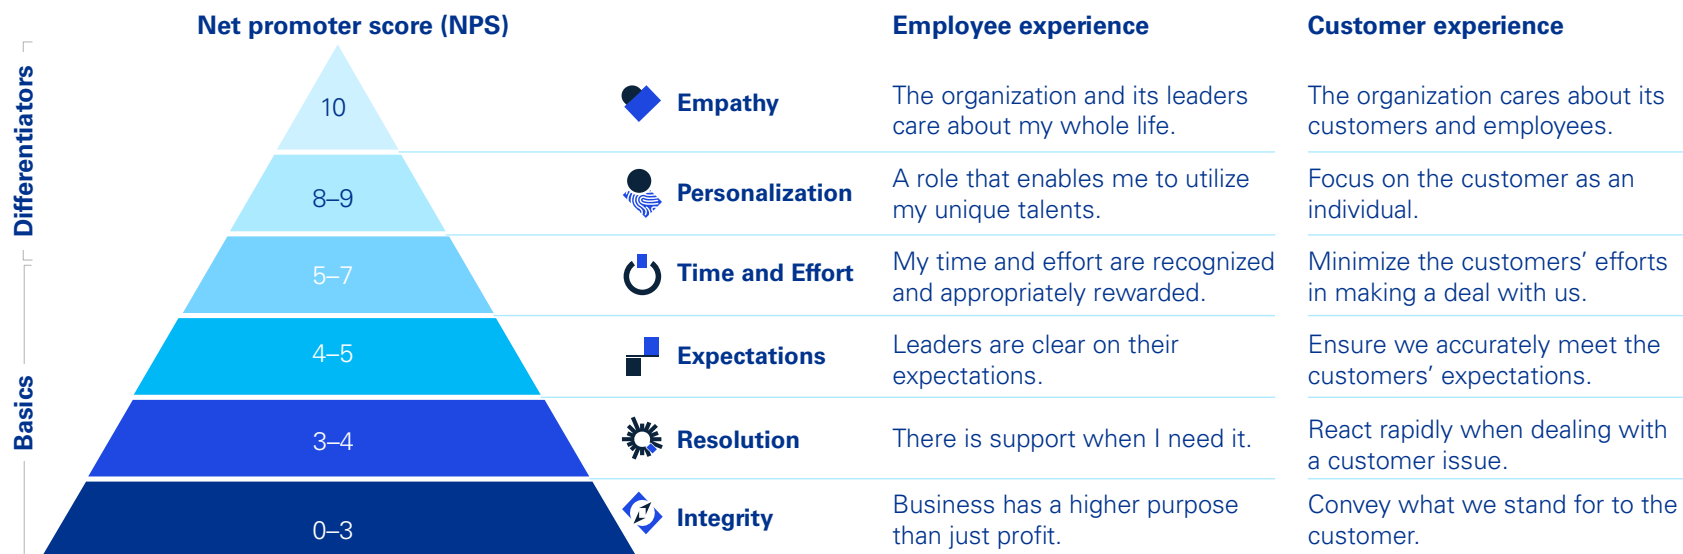 Net promoter score (NPS)
Employee experience
Customer experience
Differentiators
10
Empathy
The organization and its leaders
care about my whole life.
The organization cares about its
customers and employees.
8–9
Personalization
A role that enables me to utilize
my unique talents.
Focus on the customer as an
individual.
Basics
5–7
Time and Effort
My time and effort are recognized
and appropriately rewarded.
Minimize the customers’ efforts
in making a deal with us.
4–5
Expectations
Leaders are clear on their
expectations.
Ensure we accurately meet the
customers’ expectations.
3–4
Resolution
There is support when I need it.
React rapidly when dealing with
a customer issue.
0–3
Integrity
Business has a higher purpose
than just profit.
Convey what we stand for to the
customer.